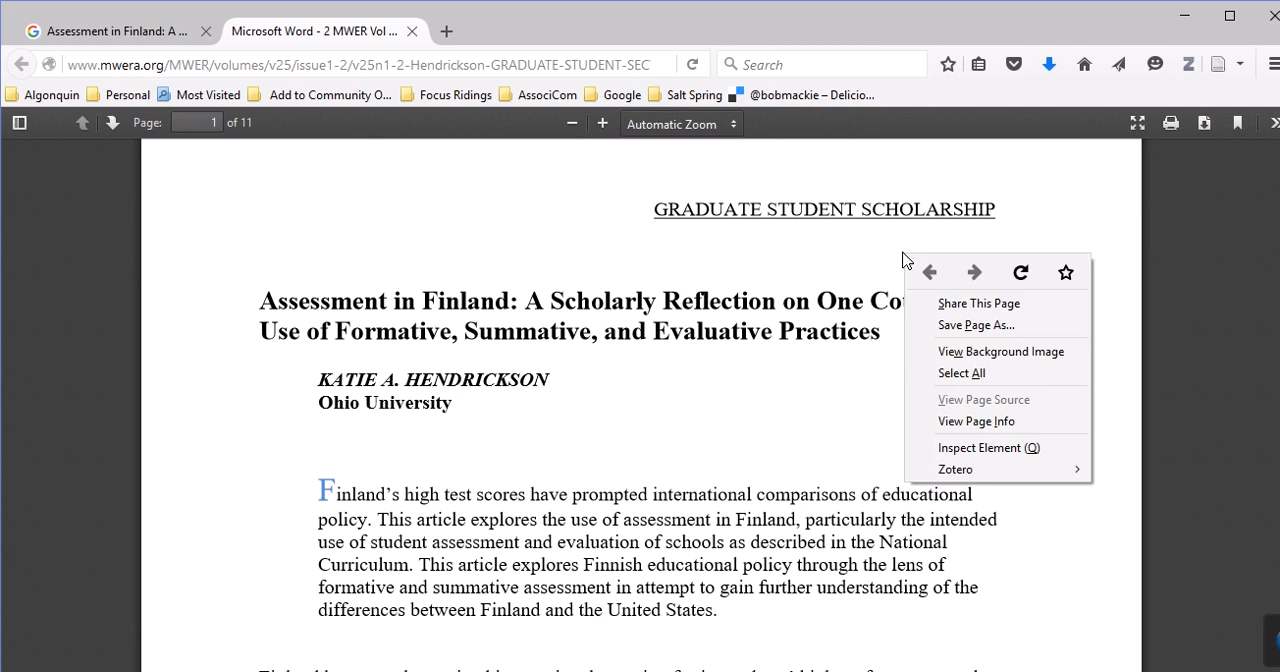 Assessment in Finland: A ...
Microsoft Word - 2 MWER Vol ...
www.mwera.org/MWER/volumes/v25/issue1-2/v25n1-2-Hendrickson-GRADUATE-STUDENT-SEC
Search
Algonquin
Personal
Most Visited
Add to Community O...
Focus Ridings
AssociCom
Google
Salt Spring
@bobmackie – Delicio...
Page: 1 of 11
Automatic Zoom
GRADUATE STUDENT SCHOLARSHIP
Assessment in Finland: A Scholarly Reflection on One
Use of Formative, Summative, and Evaluative Practices
KATIE A. HENDRICKSON
Ohio University
Share This Page
Save Page As...
View Background Image
Select All
View Page Source
View Page Info
Inspect Element (Q)
Zotero
Finland’s high test scores have prompted international comparisons of educational
policy. This article explores the use of assessment in Finland, particularly the intended
use of student assessment and evaluation of schools as described in the National
Curriculum. This article explores Finnish educational policy through the lens of
formative and summative assessment in attempt to gain further understanding of the
differences between Finland and the United States.